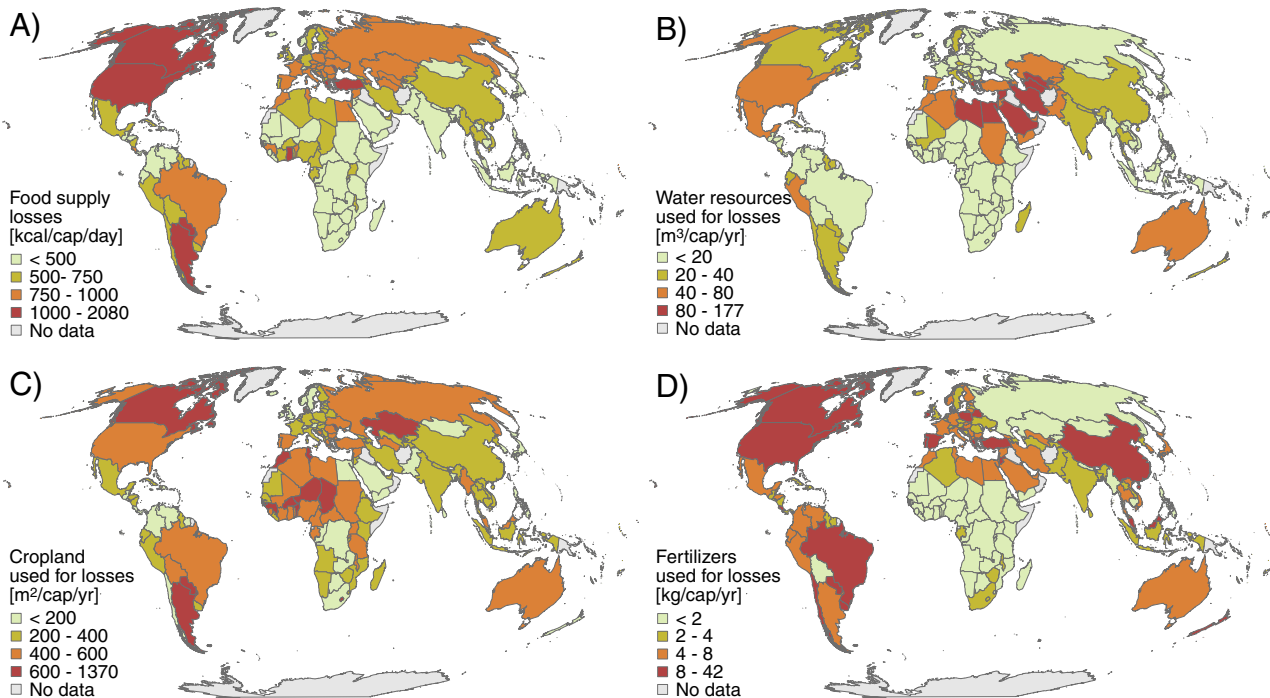 A)
Food supply
losses
[kcal/cap/day]
< 500
500- 750
750 - 1000
1000 - 2080
No data
B)
Water resources
used for losses
[m³/cap/yr]
< 20
20 - 40
40 - 80
80 - 177
No data
C)
Cropland
used for losses
[m²/cap/yr]
< 200
200 - 400
400 - 600
600 - 1370
No data
D)
Fertilizers
used for losses
[kg/cap/yr]
< 2
2 - 4
4 - 8
8 - 42
No data